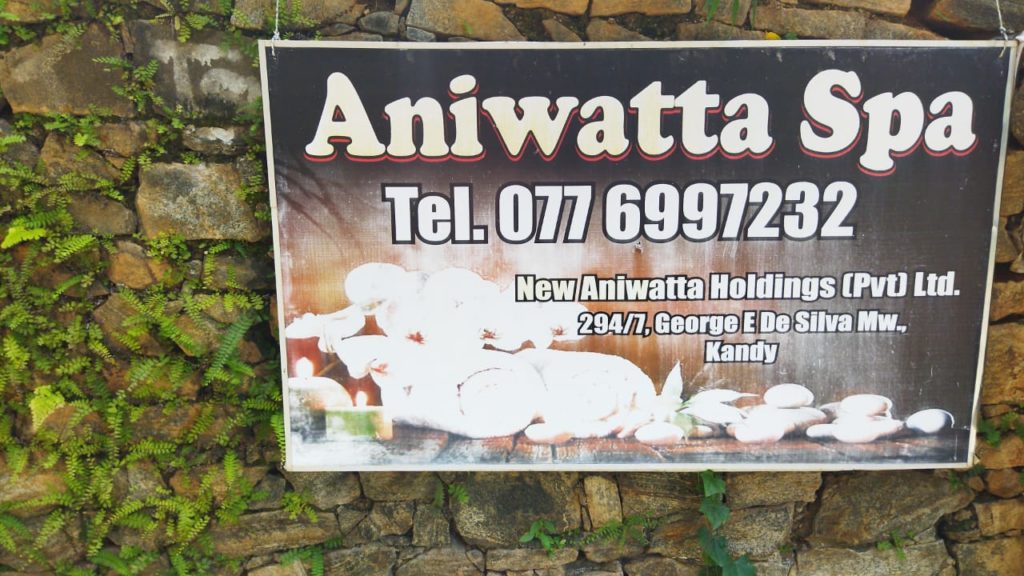 Aniwatta Spa
Tel. 077 6997232
New Aniwatta Holdings (Pvt) Ltd.
294/7, George E De Silva Mw.,
Kandy